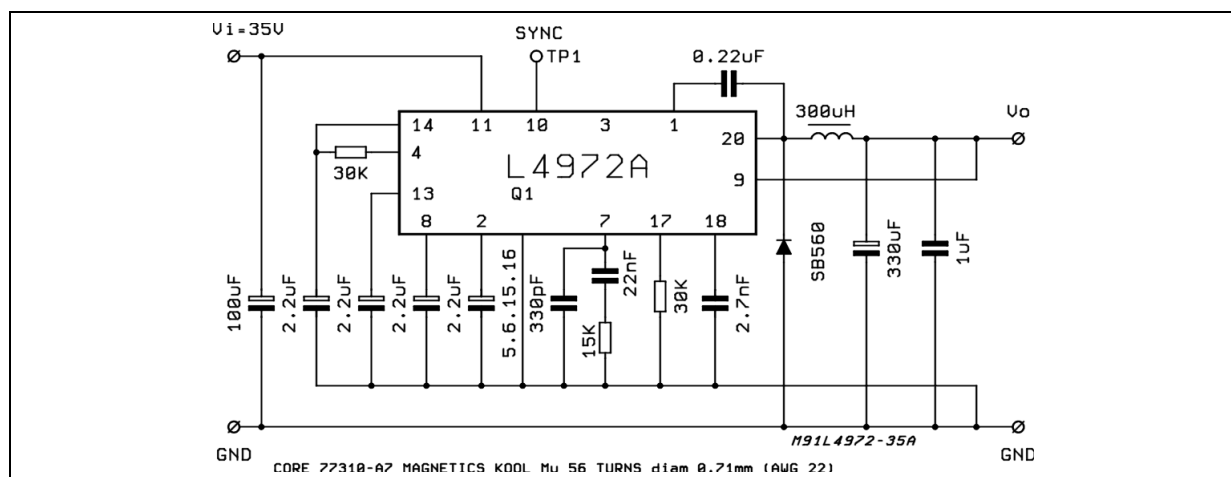 Vi=35V
SYNC
TP1
0.22uF
300uH
Vo
14
11
10
3
1
20
4
30K
L4972A
9
13
Q1
8
2
7
17
18
100uF
2.2uF
2.2uF
2.2uF
2.2uF
5.6.15.16
330pF
22nF
15K
30K
2.7nF
SB560
330uF
1uF
M91L4972-35A
GND
GND
CORE 77310-A7 MAGNETICS KOOL Mu 56 TURNS diam 0.71mm (AWG 22)